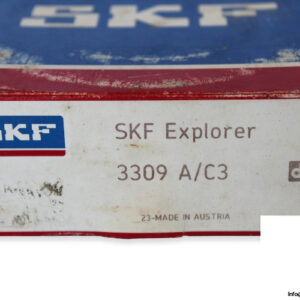 SKF
SKF
SKF Explorer
3309 A/C3
23-MADE IN AUSTRIA